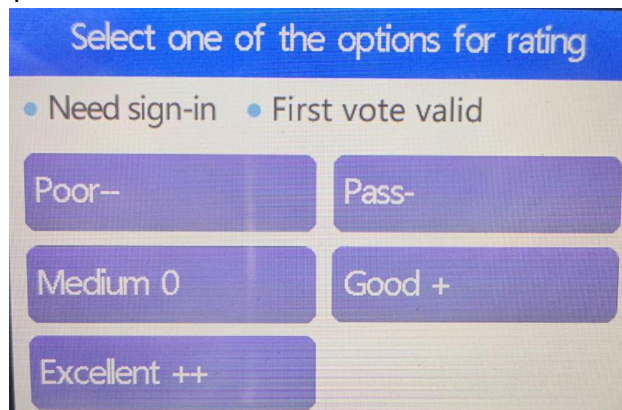 Select one of the options for rating
Need sign-in • First vote valid
Poor-- Pass-
Medium 0 Good +
Excellent ++